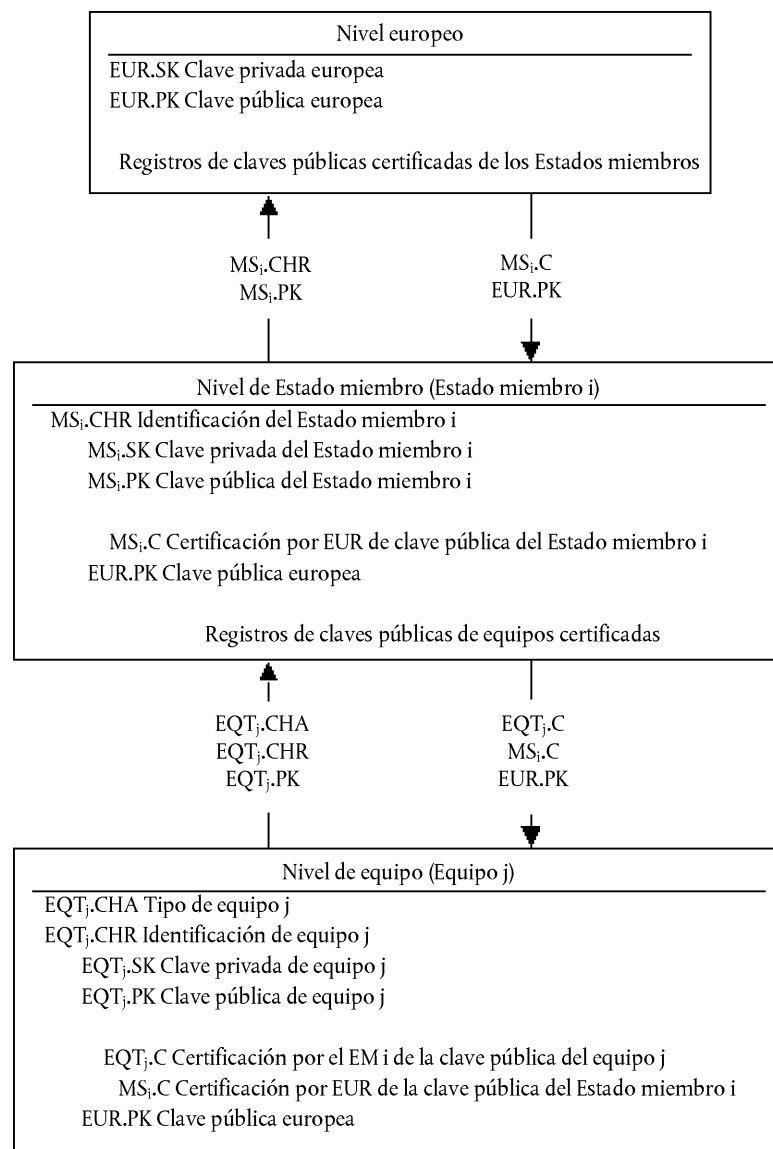 Nivel europeo
EUR.SK Clave privada europea
EUR.PK Clave pública europea
Registros de claves públicas certificadas de los Estados miembros
MSi.CHR
MSi.PK
MSi.C
EUR.PK
Nivel de Estado miembro (Estado miembro i)
MSi.CHR Identificación del Estado miembro i
MSi.SK Clave privada del Estado miembro i
MSi.PK Clave pública del Estado miembro i
MSi.C Certificación por EUR de clave pública del Estado miembro i
EUR.PK Clave pública europea
Registros de claves públicas de equipos certificadas
EQTj.CHA
EQTj.CHR
EQTj.PK
EQTj.C
MSi.C
EUR.PK
Nivel de equipo (Equipo j)
EQTj.CHA Tipo de equipo j
EQTj.CHR Identificación de equipo j
EQTj.SK Clave privada de equipo j
EQTj.PK Clave pública de equipo j
EQTj.C Certificación por el EM i de la clave pública del equipo j
MSi.C Certificación por EUR de la clave pública del Estado miembro i
EUR.PK Clave pública europea